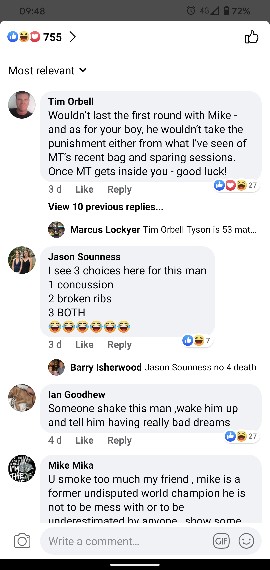 09:48
4G 72%
755
Most relevant
Tim Orbell
Wouldn't last the first round with Mike -
and as for your boy, he wouldn't take the
punishment either from what I've seen of
MT's recent bag and sparing sessions.
Once MT gets inside you - good luck!
27
3 d Like Reply
View 10 previous replies...
Marcus Lockyer Tim Orbell Tyson is 53 mat...
Jason Sounness
I see 3 choices here for this man
1 concussion
2 broken ribs
3 BOTH
😂😂😂😂😂😂
7
3 d Like Reply
Barry Isherwood Jason Sounness no 4 death
Ian Goodhew
Someone shake this man ,wake him up
and tell him having really bad dreams
27
4 d Like Reply
Mike Mika
U smoke too much my friend , mike is a
former undisputed world champion he is
not to be mess with or to be
underestimated by anyone , show some
Write a comment...
GIF